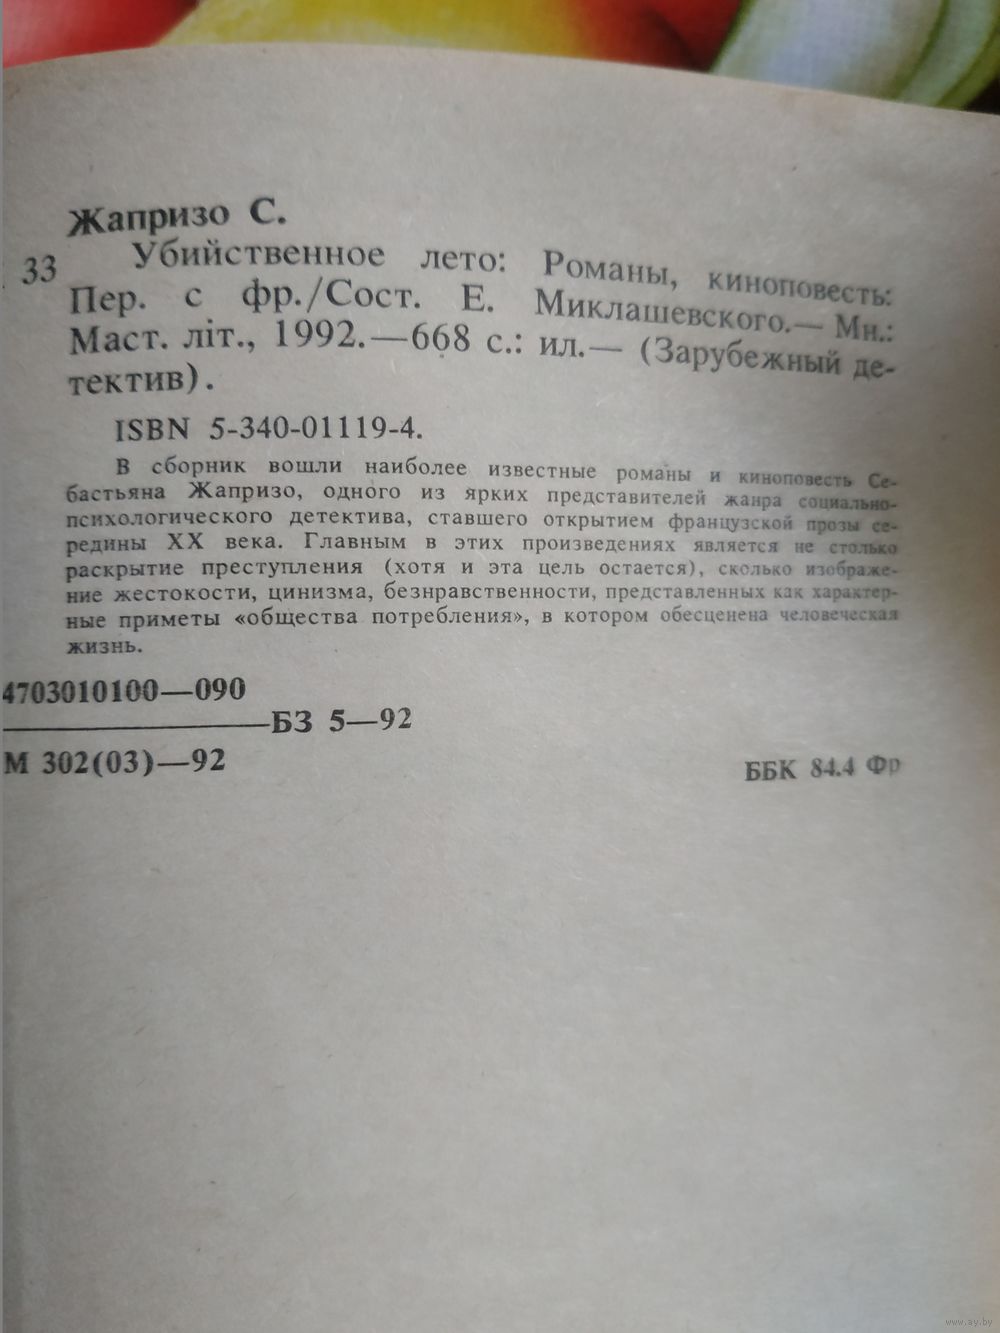 Жапризо С.
33 Убийственное лето: Романы, киноповесть:
Пер. с фр./Сост. Е. Миклашевского.— Мн.:
Маст. літ., 1992.—668 с.: ил.— (Зарубежный де-
тектив).
ISBN 5-340-01119-4.
В сборник вошли наиболее известные романы и киноповесть Се-
бастьяна Жапризо, одного из ярких представителей жанра социально-
психологического детектива, ставшего открытием французской прозы се-
редины XX века. Главным в этих произведениях является не столько
раскрытие преступления (хотя и эта цель остается), сколько изображе-
ние жестокости, цинизма, безнравственности, представленных как характер-
ные приметы «общества потребления», в котором обесценена человеческая
жизнь.
4703010100—090
БЗ 5—92
М 302(03)—92
ББК 84.4 Фр
www.ay.by